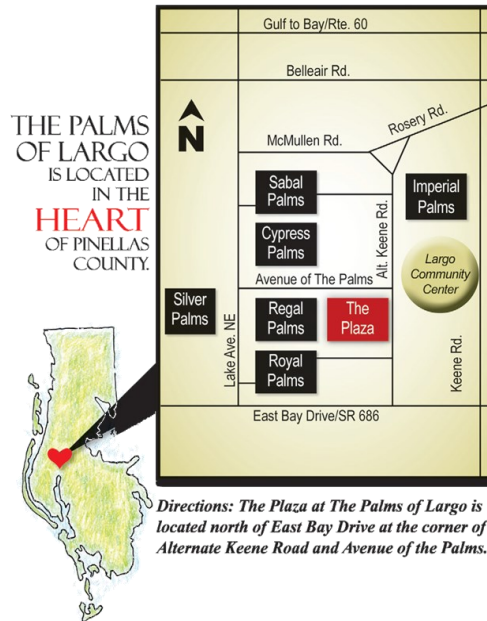 THE PALMS
OF LARGO
IS LOCATED
IN THE
HEART
OF PINELLAS
COUNTY.
Gulf to Bay/Rte. 60
Belleair Rd.
N
McMullen Rd.
Rosery Rd.
Sabal
Palms
Imperial
Palms
Cypress
Palms
Alt. Keene Rd.
Largo
Community
Center
Avenue of The Palms
Silver
Palms
Regal
Palms
The
Plaza
Lake Ave. NE
Keene Rd.
Royal
Palms
East Bay Drive/SR 686
Directions: The Plaza at The Palms of Largo is
located north of East Bay Drive at the corner of
Alternate Keene Road and Avenue of the Palms.